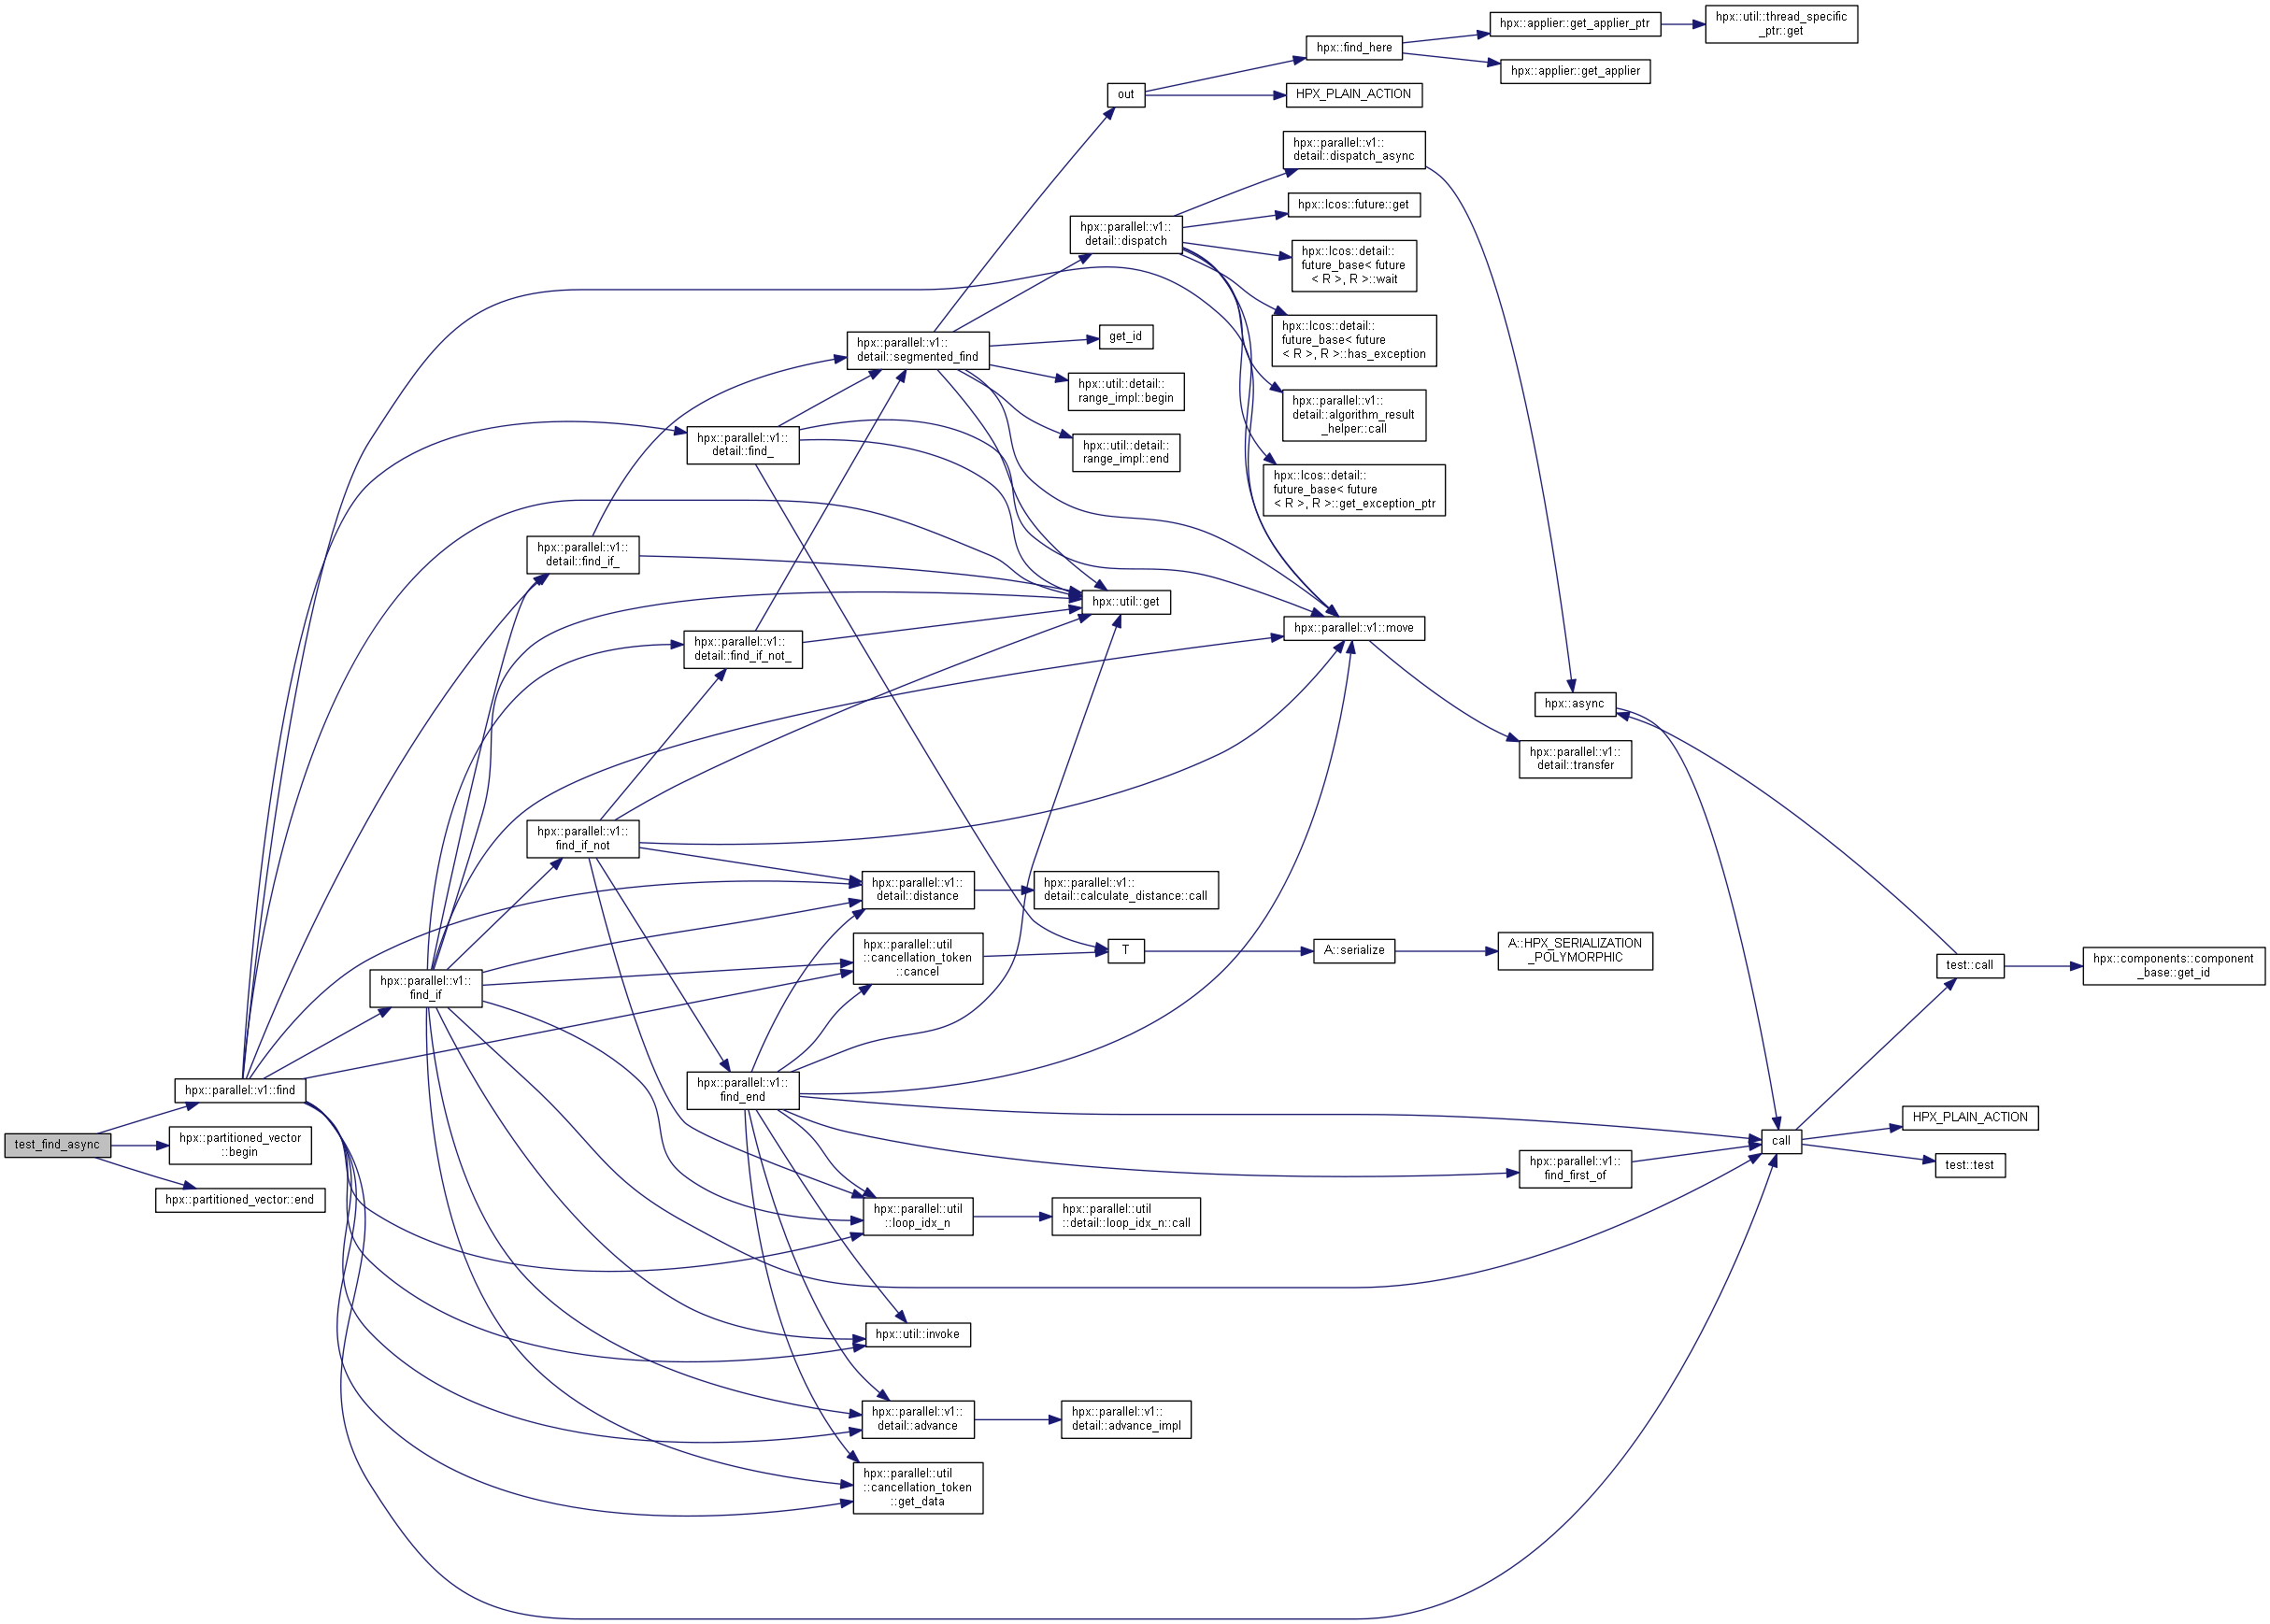 hpx::applier::get_applier_ptr
hpx::util::thread_specific
_ptr::get
hpx::find_here
hpx::applier::get_applier
out
HPX_PLAIN_ACTION
hpx::parallel::v1::
detail::dispatch_async
hpx::lcos::future::get
hpx::parallel::v1::
detail::dispatch
hpx::lcos::detail::
future_base< future
< R >, R >::wait
hpx::lcos::detail::
future_base< future
< R >, R >::has_exception
hpx::parallel::v1::
detail::segmented_find
get_id
hpx::util::detail::
range_impl::begin
hpx::parallel::v1::
detail::algorithm_result
_helper::call
hpx::parallel::v1::
detail::find_
hpx::util::detail::
range_impl::end
hpx::lcos::detail::
future_base< future
< R >, R >::get_exception_ptr
hpx::parallel::v1::
detail::find_if_
hpx::util::get
hpx::parallel::v1::move
hpx::parallel::v1::
detail::find_if_not_
hpx::async
hpx::parallel::v1::
detail::transfer
hpx::parallel::v1::
find_if_not
hpx::parallel::v1::
detail::distance
hpx::parallel::v1::
detail::calculate_distance::call
hpx::parallel::util
::cancellation_token
::cancel
T
A::serialize
A::HPX_SERIALIZATION
_POLYMORPHIC
test::call
hpx::components::component
_base::get_id
hpx::parallel::v1::
find_if
hpx::parallel::v1::find
hpx::parallel::v1::
find_end
test_find_async
hpx::partitioned_vector
::begin
hpx::partitioned_vector::end
HPX_PLAIN_ACTION
call
test::test
hpx::parallel::v1::
find_first_of
hpx::parallel::util
::loop_idx_n
hpx::parallel::util
::detail::loop_idx_n::call
hpx::util::invoke
hpx::parallel::v1::
detail::advance
hpx::parallel::v1::
detail::advance_impl
hpx::parallel::util
::cancellation_token
::get_data